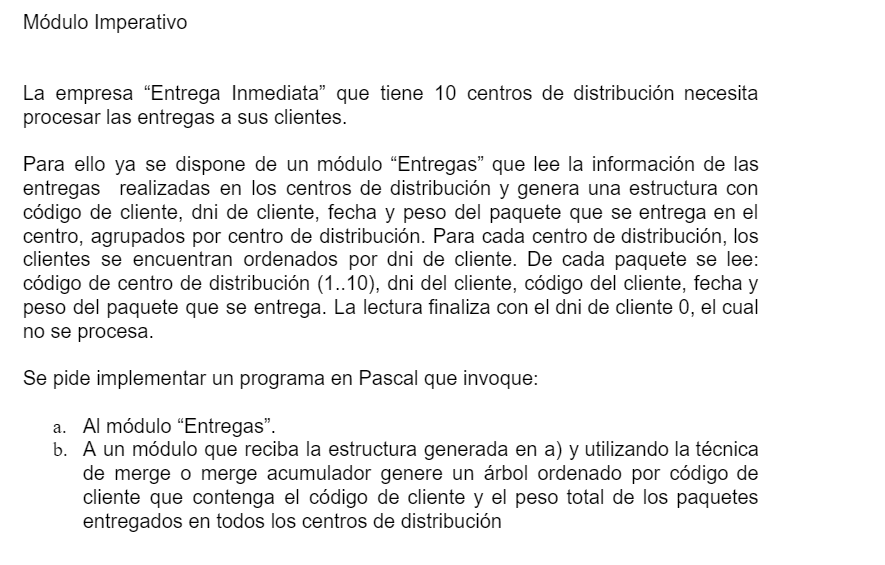 Módulo Imperativo
La empresa “Entrega Inmediata” que tiene 10 centros de distribución necesita
procesar las entregas a sus clientes.
Para ello ya se dispone de un módulo “Entregas” que lee la información de las
entregas realizadas en los centros de distribución y genera una estructura con
código de cliente, dni de cliente, fecha y peso del paquete que se entrega en el
centro, agrupados por centro de distribución. Para cada centro de distribución, los
clientes se encuentran ordenados por dni de cliente. De cada paquete se lee:
código de centro de distribución (1..10), dni del cliente, código del cliente, fecha y
peso del paquete que se entrega. La lectura finaliza con el dni de cliente 0, el cual
no se procesa.
Se pide implementar un programa en Pascal que invoque:
a. Al módulo “Entregas”.
b. A un módulo que reciba la estructura generada en a) y utilizando la técnica
de merge o merge acumulador genere un árbol ordenado por código de
cliente que contenga el código de cliente y el peso total de los paquetes
entregados en todos los centros de distribución